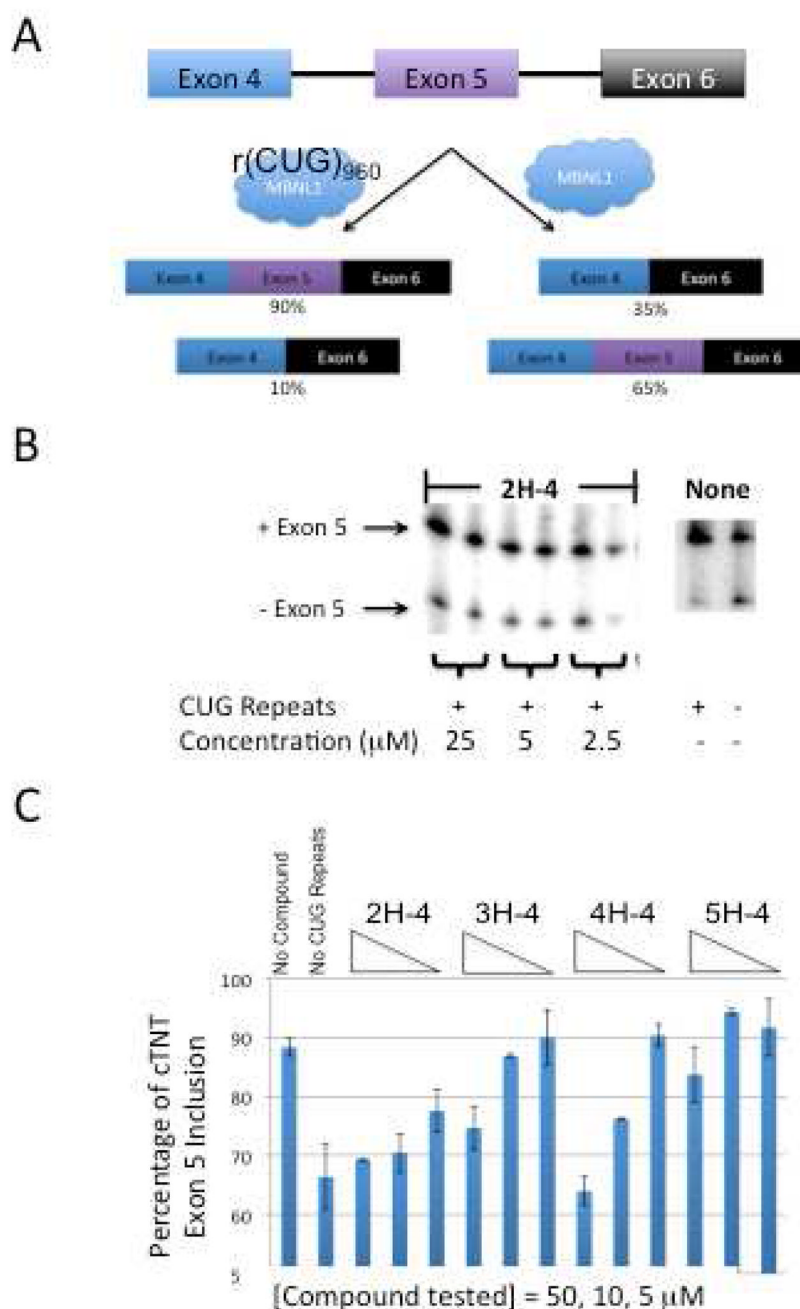 A
Exon 4 Exon 5 Exon 6
r(CUG)960
MBNL1 MBNL1
Exon 4 Exon 5 Exon 6 Exon 4 Exon 6
90% 35%
Exon 4 Exon 6 Exon 4 Exon 5 Exon 6
10% 65%
B
2H-4 None
+ Exon 5
- Exon 5
CUG Repeats + + + + -
Concentration (μM) 25 5 2.5 - -
C
No Compound
No CUG Repeats
2H-4 3H-4 4H-4 5H-4
100
90
80
70
60
5
Percentage of cTNT
Exon 5 Inclusion
[Compound tested] = 50, 10, 5 μM